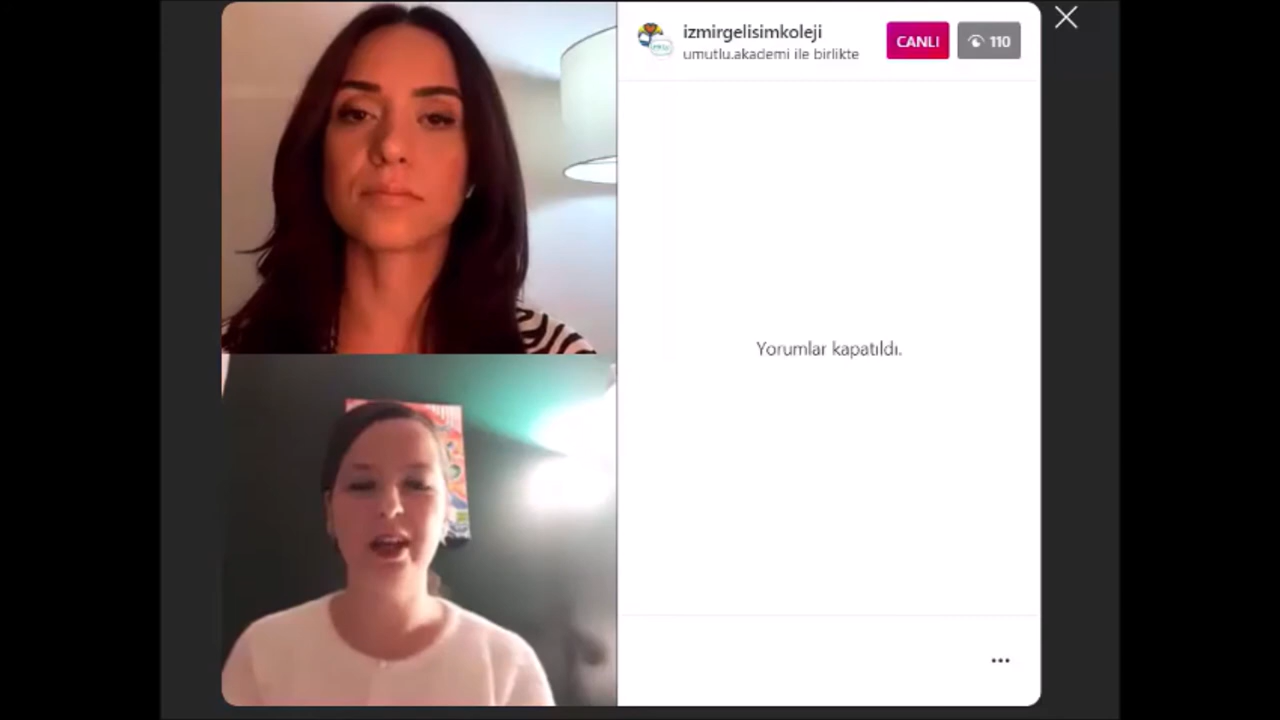 izmirgelisimkoleji
umutlu.akademi ile birlikte
CANLI
110
Yorumlar kapatıldı.